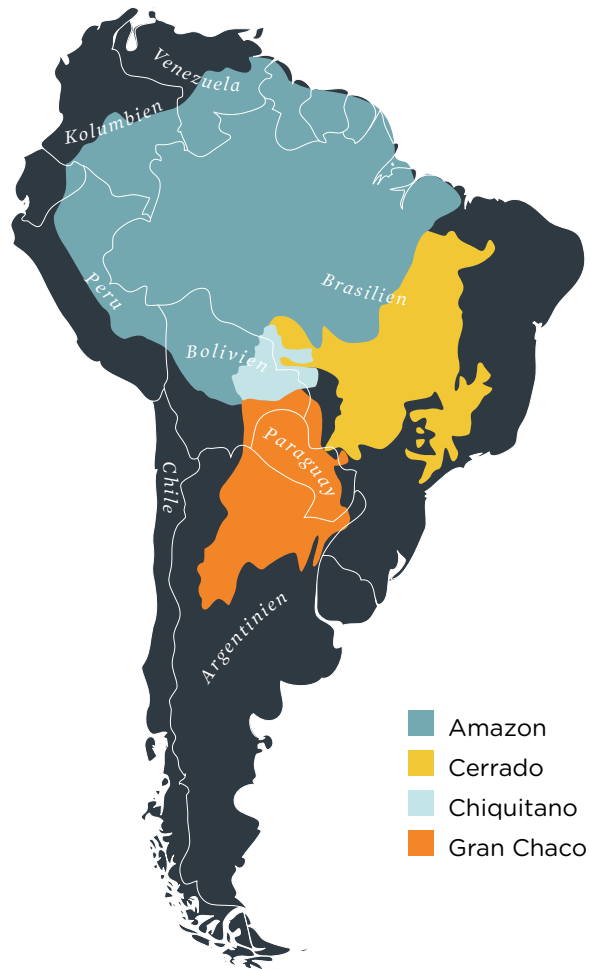 Venezuela
Kolumbien
Peru
Brasilien
Bolivien
Paraguay
Chile
Argentinien
Amazon
Cerrado
Chiquitano
Gran Chaco